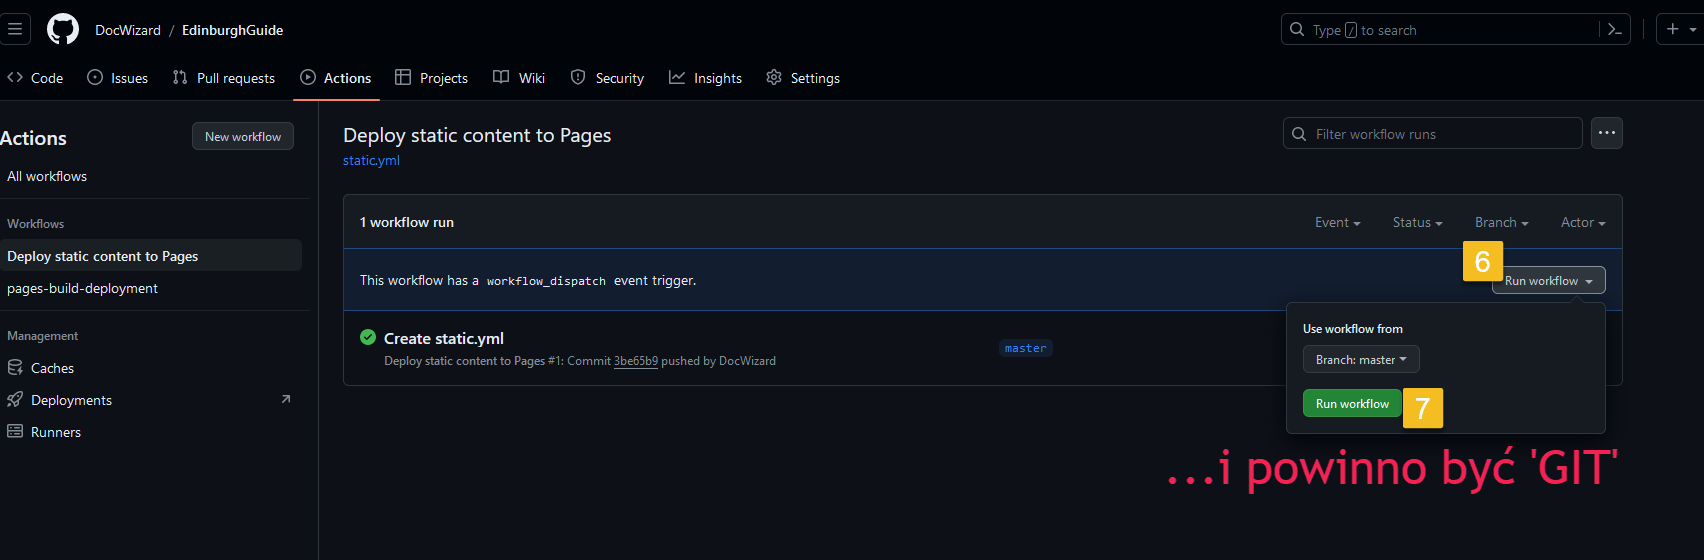 DocWizard / EdinburghGuide
Type / to search
Code
Issues
Pull requests
Actions
Projects
Wiki
Security
Insights
Settings
Actions
New workflow
All workflows
Workflows
Deploy static content to Pages
pages-build-deployment
Management
Caches
Deployments
Runners
Deploy static content to Pages
static.yml
Filter workflow runs
1 workflow run
Event
Status
Branch
Actor
This workflow has a workflow_dispatch event trigger.
6
Run workflow
Create static.yml
Deploy static content to Pages #1: Commit 3be65b9 pushed by DocWizard
master
Use workflow from
Branch: master
Run workflow
7
...i powinno być 'GIT'